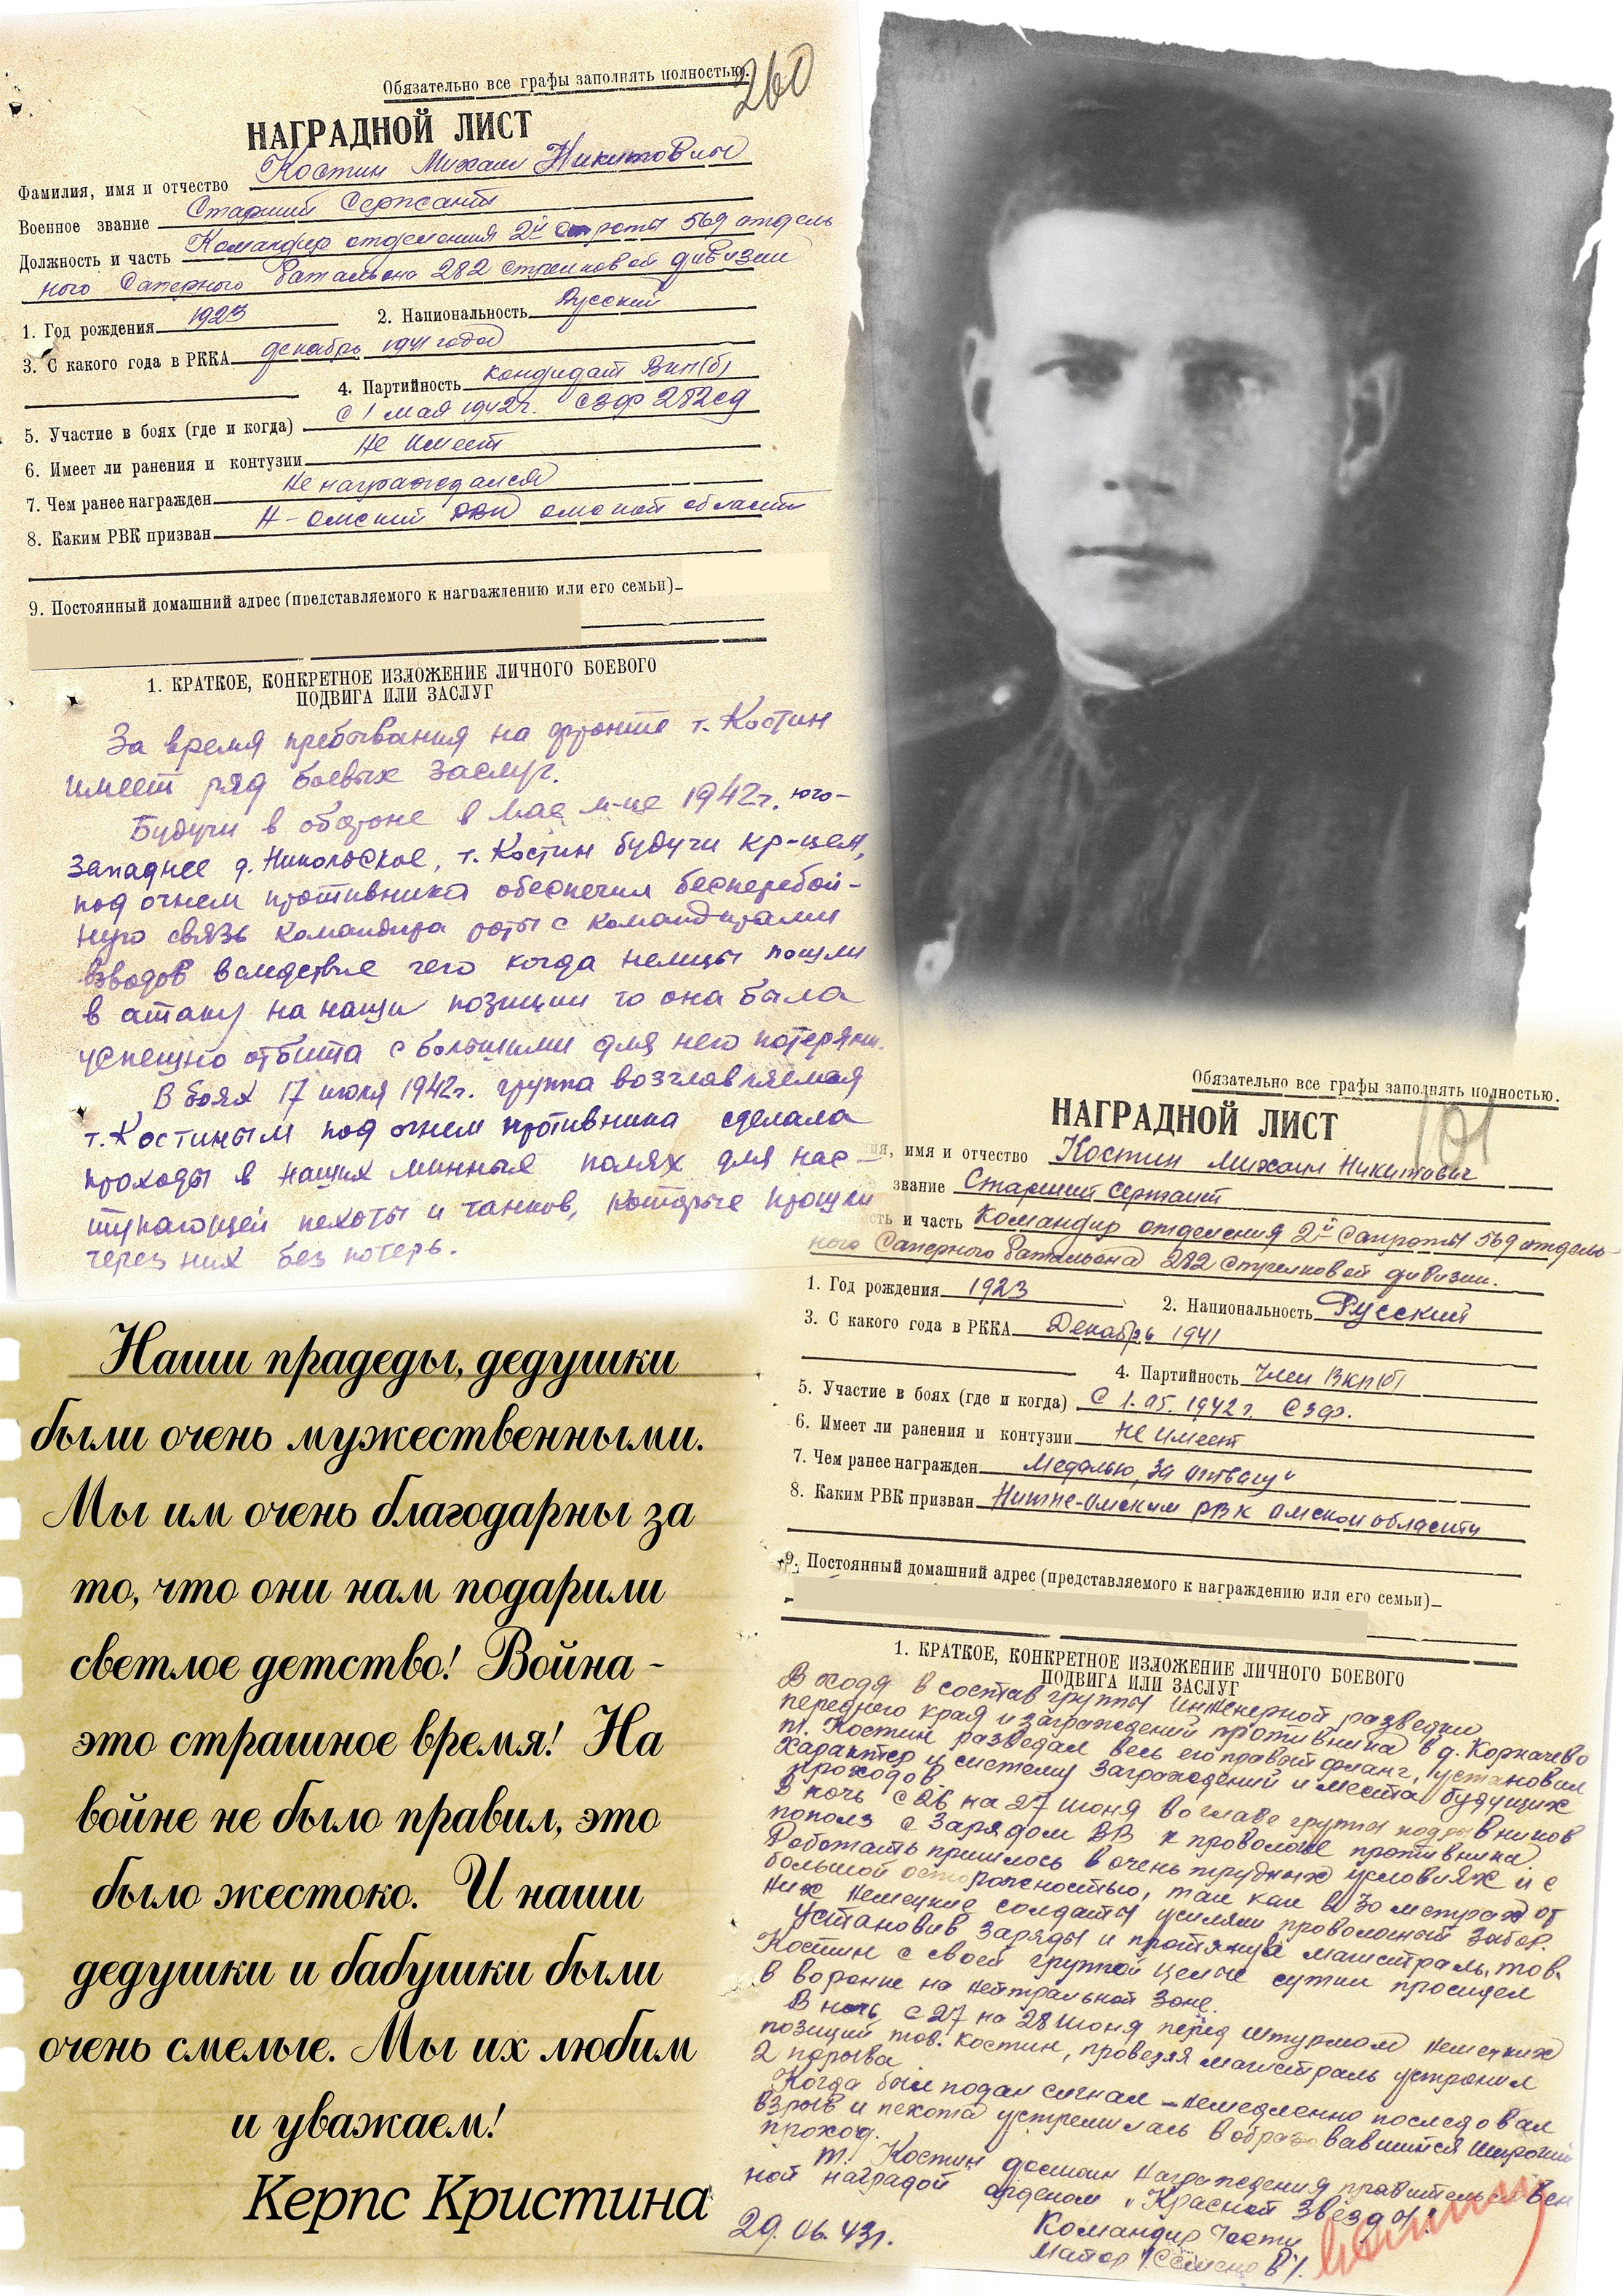 Обязательно все графы заполнять полностью.
260
НАГРАДНОЙ ЛИСТ
Фамилия, имя и отчество Костин Михаил Никитович
Военное звание Старший Сержант
Должность и часть Командир отделения 2й роты 569 отдель
ного Саперного батальона 282 стрелковой дивизии
1. Год рождения 1923 2. Национальность Русский
3. С какого года в РККА декабрь 1941 года
4. Партийность кандидат ВКП(б)
5. Участие в боях (где и когда) с 1 мая 1942г. СЗФ 282сд
6. Имеет ли ранения и контузии Не имеет
7. Чем ранее награжден Не награждался
8. Каким РВК призван Н-Омский РВК омской области
9. Постоянный домашний адрес (представляемого к награждению или его семьи)
1. КРАТКОЕ, КОНКРЕТНОЕ ИЗЛОЖЕНИЕ ЛИЧНОГО БОЕВОГО
ПОДВИГА ИЛИ ЗАСЛУГ
За время пребывания на фронте т. Костин
имеет ряд боевых заслуг.
Будучи в обороне в мае м-це 1942г. юго-
западнее д. Никольское, т. Костин будучи кр-цем,
под огнем противника обеспечил бесперебой-
ную связь командира роты с командирами
взводов вследствие чего когда немцы пошли
в атаку на наши позиции то она была
успешно отбита с большими для него потерями.
В боях 17 июля 1942г. группа возглавляемая
т. Костиным под огнем противника сделала
проходы в наших минных полях для нас-
тупающей пехоты и танков, которые прошли
через них без потерь.
Обязательно все графы заполнять полностью.
101
НАГРАДНОЙ ЛИСТ
ия, имя и отчество Костин Михаил Никитович
звание Старший сержант
сть и часть Командир отделения 2й Сапроты 569 отдель-
ного Саперного батальона 282 стрелковой дивизии.
1. Год рождения 1923 2. Национальность Русский
3. С какого года в РККА Декабрь 1941
4. Партийность Член ВКП(б)
5. Участие в боях (где и когда) С 1.05.1942г. СЗФ.
6. Имеет ли ранения и контузии Не имеет
7. Чем ранее награжден Медалью „За отвагу"
8. Каким РВК призван Нижне-Омским РВК Омской области
9. Постоянный домашний адрес (представляемого к награждению или его семьи)
1. КРАТКОЕ, КОНКРЕТНОЕ ИЗЛОЖЕНИЕ ЛИЧНОГО БОЕВОГО
ПОДВИГА ИЛИ ЗАСЛУГ
Входя в состав группы инженерной разведки
переднего края и заграждений противника в д. Корначево
т. Костин разведал весь его правый фланг, установил
характер и систему заграждений и места будущих
проходов.
В ночь с 26 на 27 июня во главе группы подрывников
пополз с зарядом ВВ к проволоке противника.
Работать пришлось в очень трудных условиях и с
большой осторожностью, так как в 30 метрах от
них немецкие солдаты усиляли проволочный забор.
Установив заряды и протянув магистраль, тов.
Костин с своей группой целые сутки просидел
в воронке на нейтральной зоне.
В ночь с 27 на 28 июня перед штурмом немецких
позиций тов. Костин, проверяя магистраль устранил
2 порыва
Когда был подан сигнал – немедленно последовал
взрыв и пехота устремилась в образовавшийся широкий
проход.
т. Костин достоин награждения правительствен
ной наградой орденом „Красной Звезды"!
29.06.43г.
Командир Части
Майор
Наши прадеды, дедушки
были очень мужественными.
Мы им очень благодарны за
то, что они нам подарили
светлое детство! Война -
это страшное время! На
войне не было правил, это
было жестоко. И наши
дедушки и бабушки были
очень смелые. Мы их любим
и уважаем!
Керпс Кристина